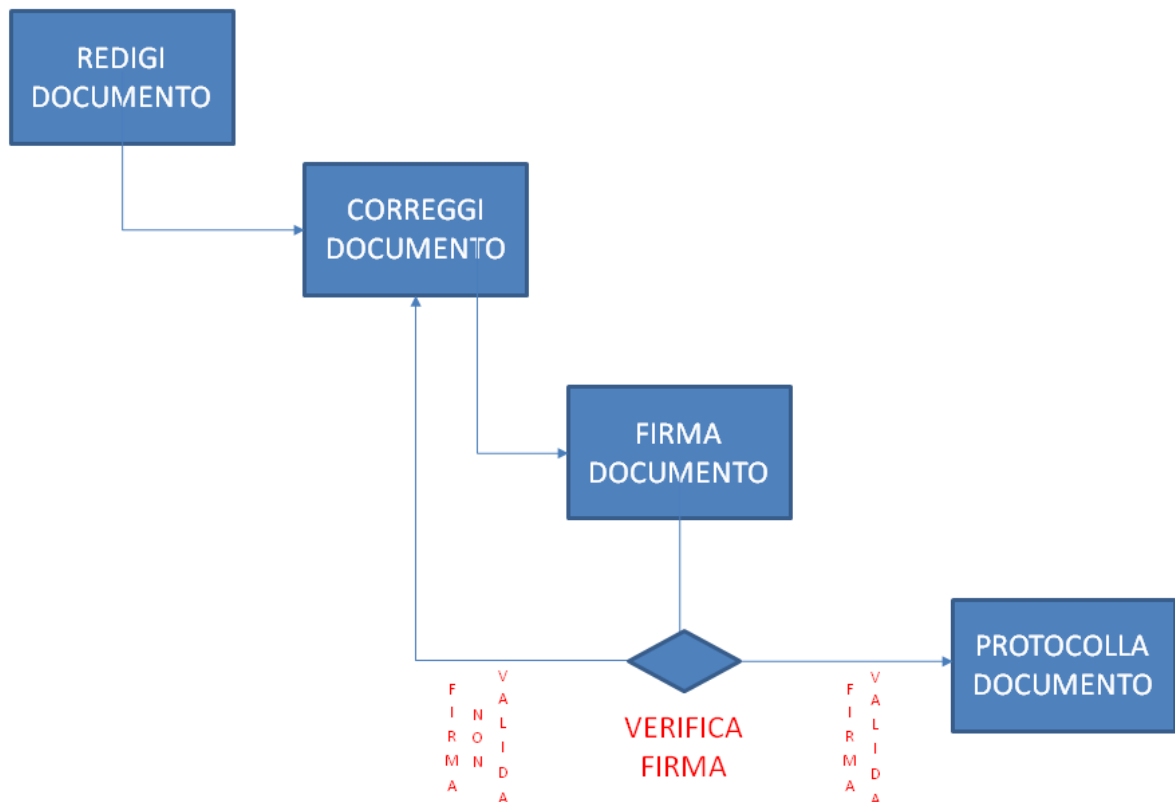 REDIGI
DOCUMENTO
CORREGGI
DOCUMENTO
FIRMA
DOCUMENTO
PROTOCOLLA
DOCUMENTO
FIRMA
NON
VALIDA
VERIFICA
FIRMA
FIRMA
VALIDA